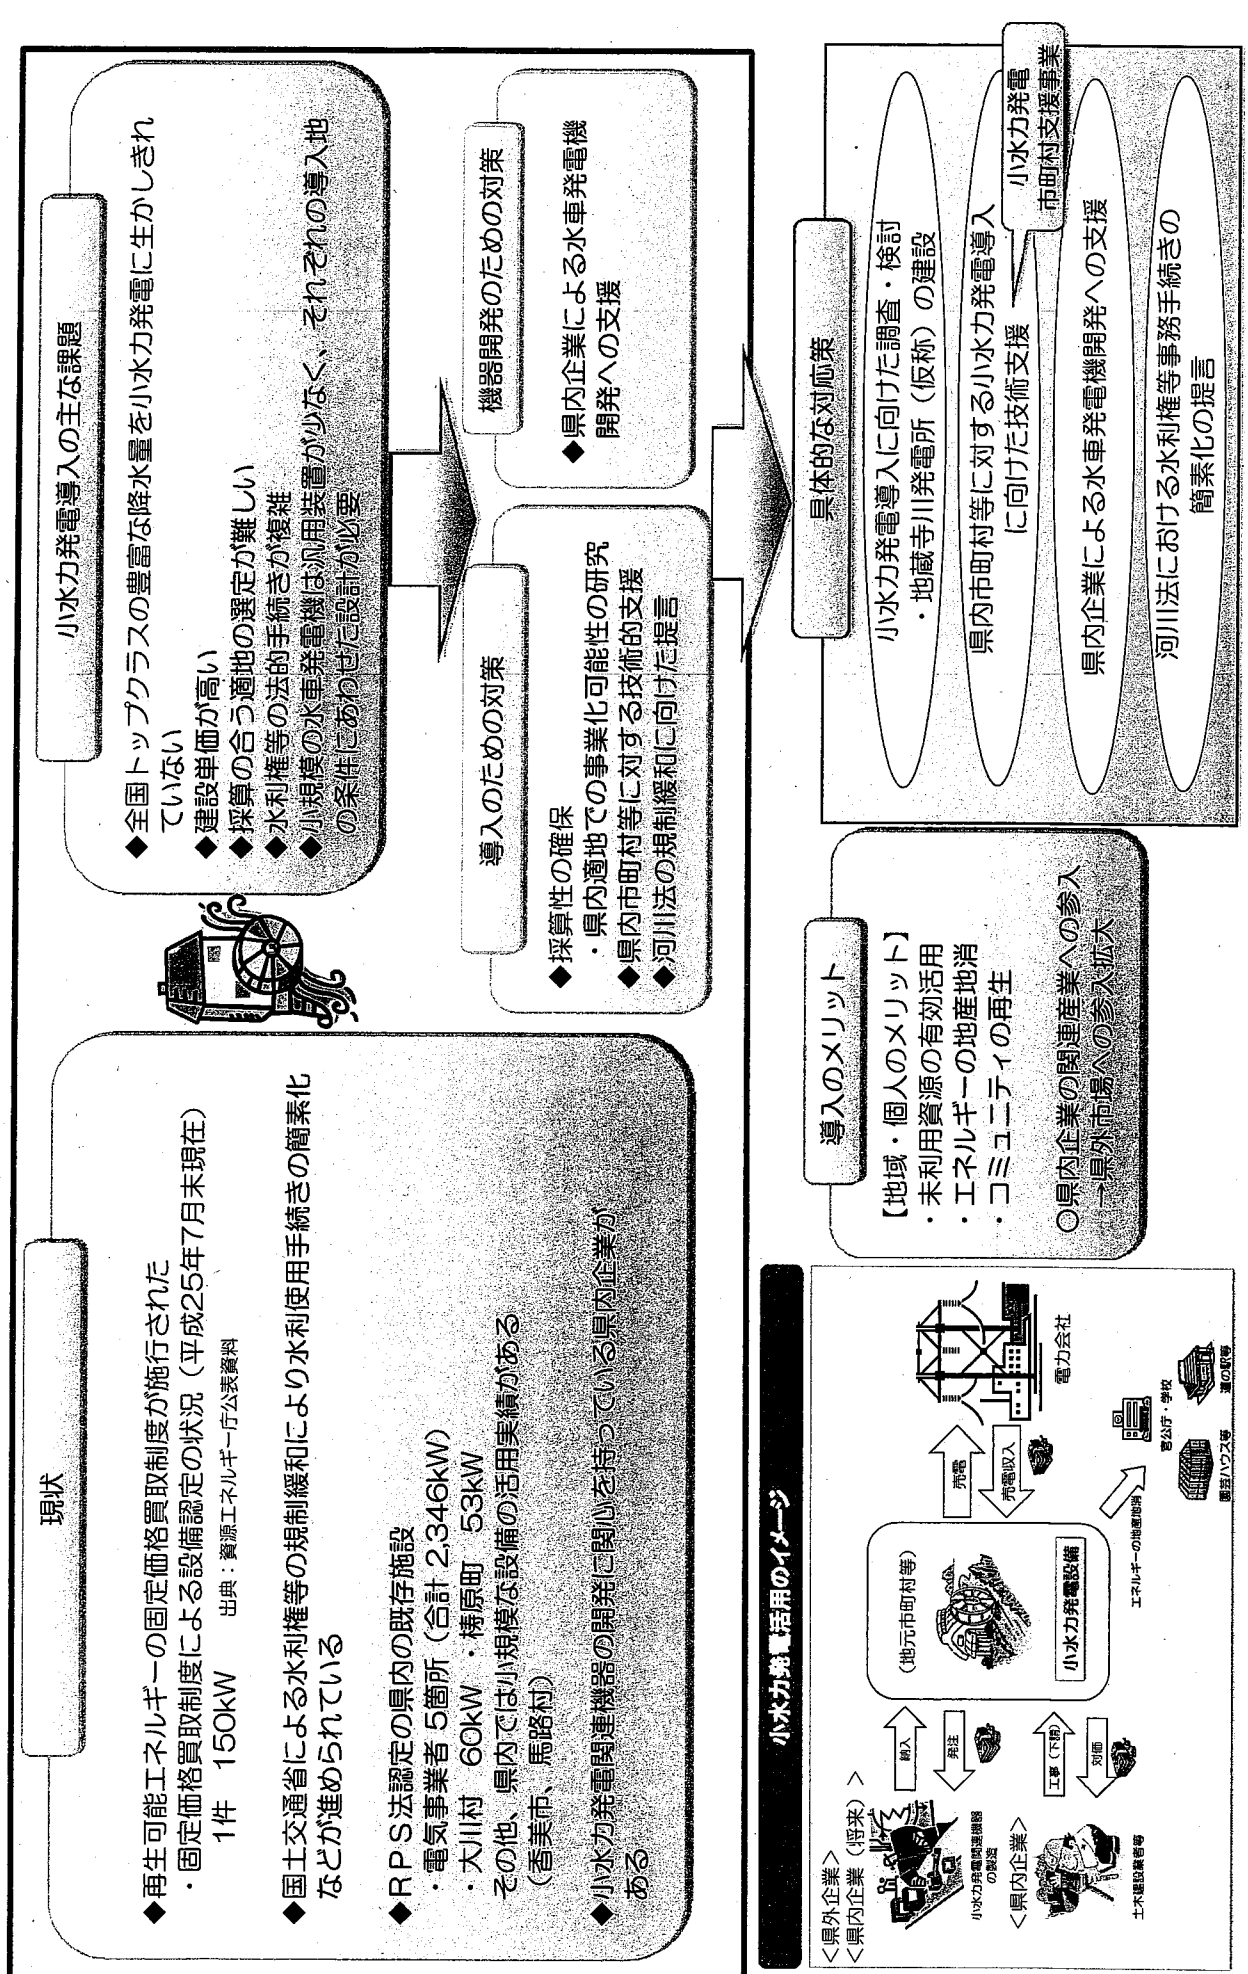 現状
◆再生可能エネルギーの固定価格買取制度が施行された
・固定価格買取制度による設備認定の状況（平成25年7月末現在）
1件　150kW　　出典：資源エネルギー庁公表資料
◆国土交通省による水利権等の規制緩和により水利使用手続きの簡素化
などが進められている
◆ＲＰＳ法認定の県内の既存施設
・電気事業者 5箇所（合計 2,346kW）
・大川村　60kW　・梼原町　53kW
その他、県内では小規模な設備の活用実績がある
（香美市、馬路村）
◆小水力発電関連機器の開発に関心を持っている県内企業が
ある
小水力発電導入の主な課題
◆全国トップクラスの豊富な降水量を小水力発電に生かしきれ
ていない
◆建設単価が高い
◆採算の合う適地の選定が難しい
◆水利権等の法的手続きが複雑
◆小規模の水車発電機は汎用装置が少なく、それぞれの導入地
の条件にあわせた設計が必要
導入のための対策
◆採算性の確保
・県内適地での事業化可能性の研究
◆県内市町村等に対する技術的支援
◆河川法の規制緩和に向けた提言
機器開発のための対策
◆県内企業による水車発電機
開発への支援
小水力発電活用のイメージ
＜県外企業＞
＜県内企業（将来）＞
小水力発電関連機器
の製造
＜県内企業＞
土木建設業者等
納入
発注
工事（下請）
対価
（地元市町村等）
小水力発電設備
売電
売電収入
電力会社
エネルギーの地産地消
官公庁・学校
園芸ハウス等
道の駅等
導入のメリット
【地域・個人のメリット】
・未利用資源の有効活用
・エネルギーの地産地消
・コミュニティの再生
○県内企業の関連産業への参入
→県外市場への参入拡大
具体的な対応策
小水力発電導入に向けた調査・検討
・地蔵寺川発電所（仮称）の建設
県内市町村等に対する小水力発電導入
に向けた技術支援
小水力発電
市町村支援事業
県内企業による水車発電機開発への支援
河川法における水利権等事務手続きの
簡素化の提言